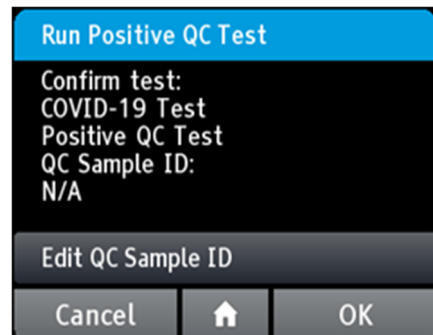 Run Positive QC Test
Confirm test:
COVID-19 Test
Positive QC Test
QC Sample ID:
N/A
Edit QC Sample ID
Cancel
OK